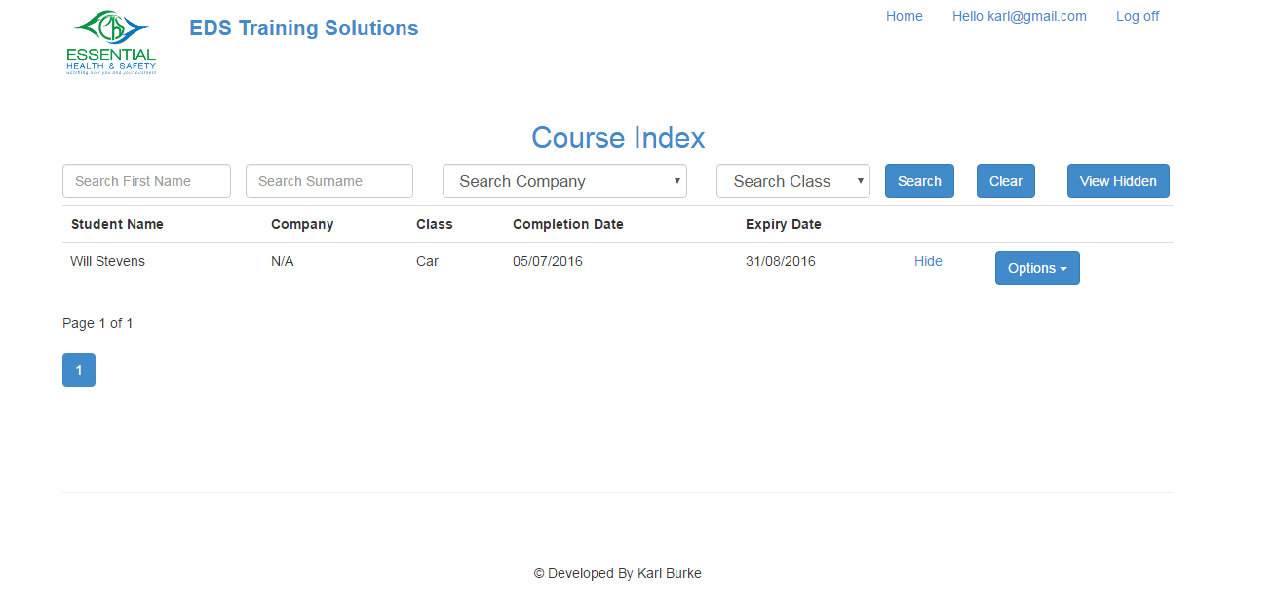 EDS Training Solutions
Home Hello karl@gmail.com Log off
ESSENTIAL
HEALTH & SAFETY
watching over you and your business
Course Index
Search First Name Search Surname Search Company Search Class Search Clear View Hidden
Student Name Company Class Completion Date Expiry Date
Will Stevens N/A Car 05/07/2016 31/08/2016 Hide Options
Page 1 of 1
1
© Developed By Karl Burke